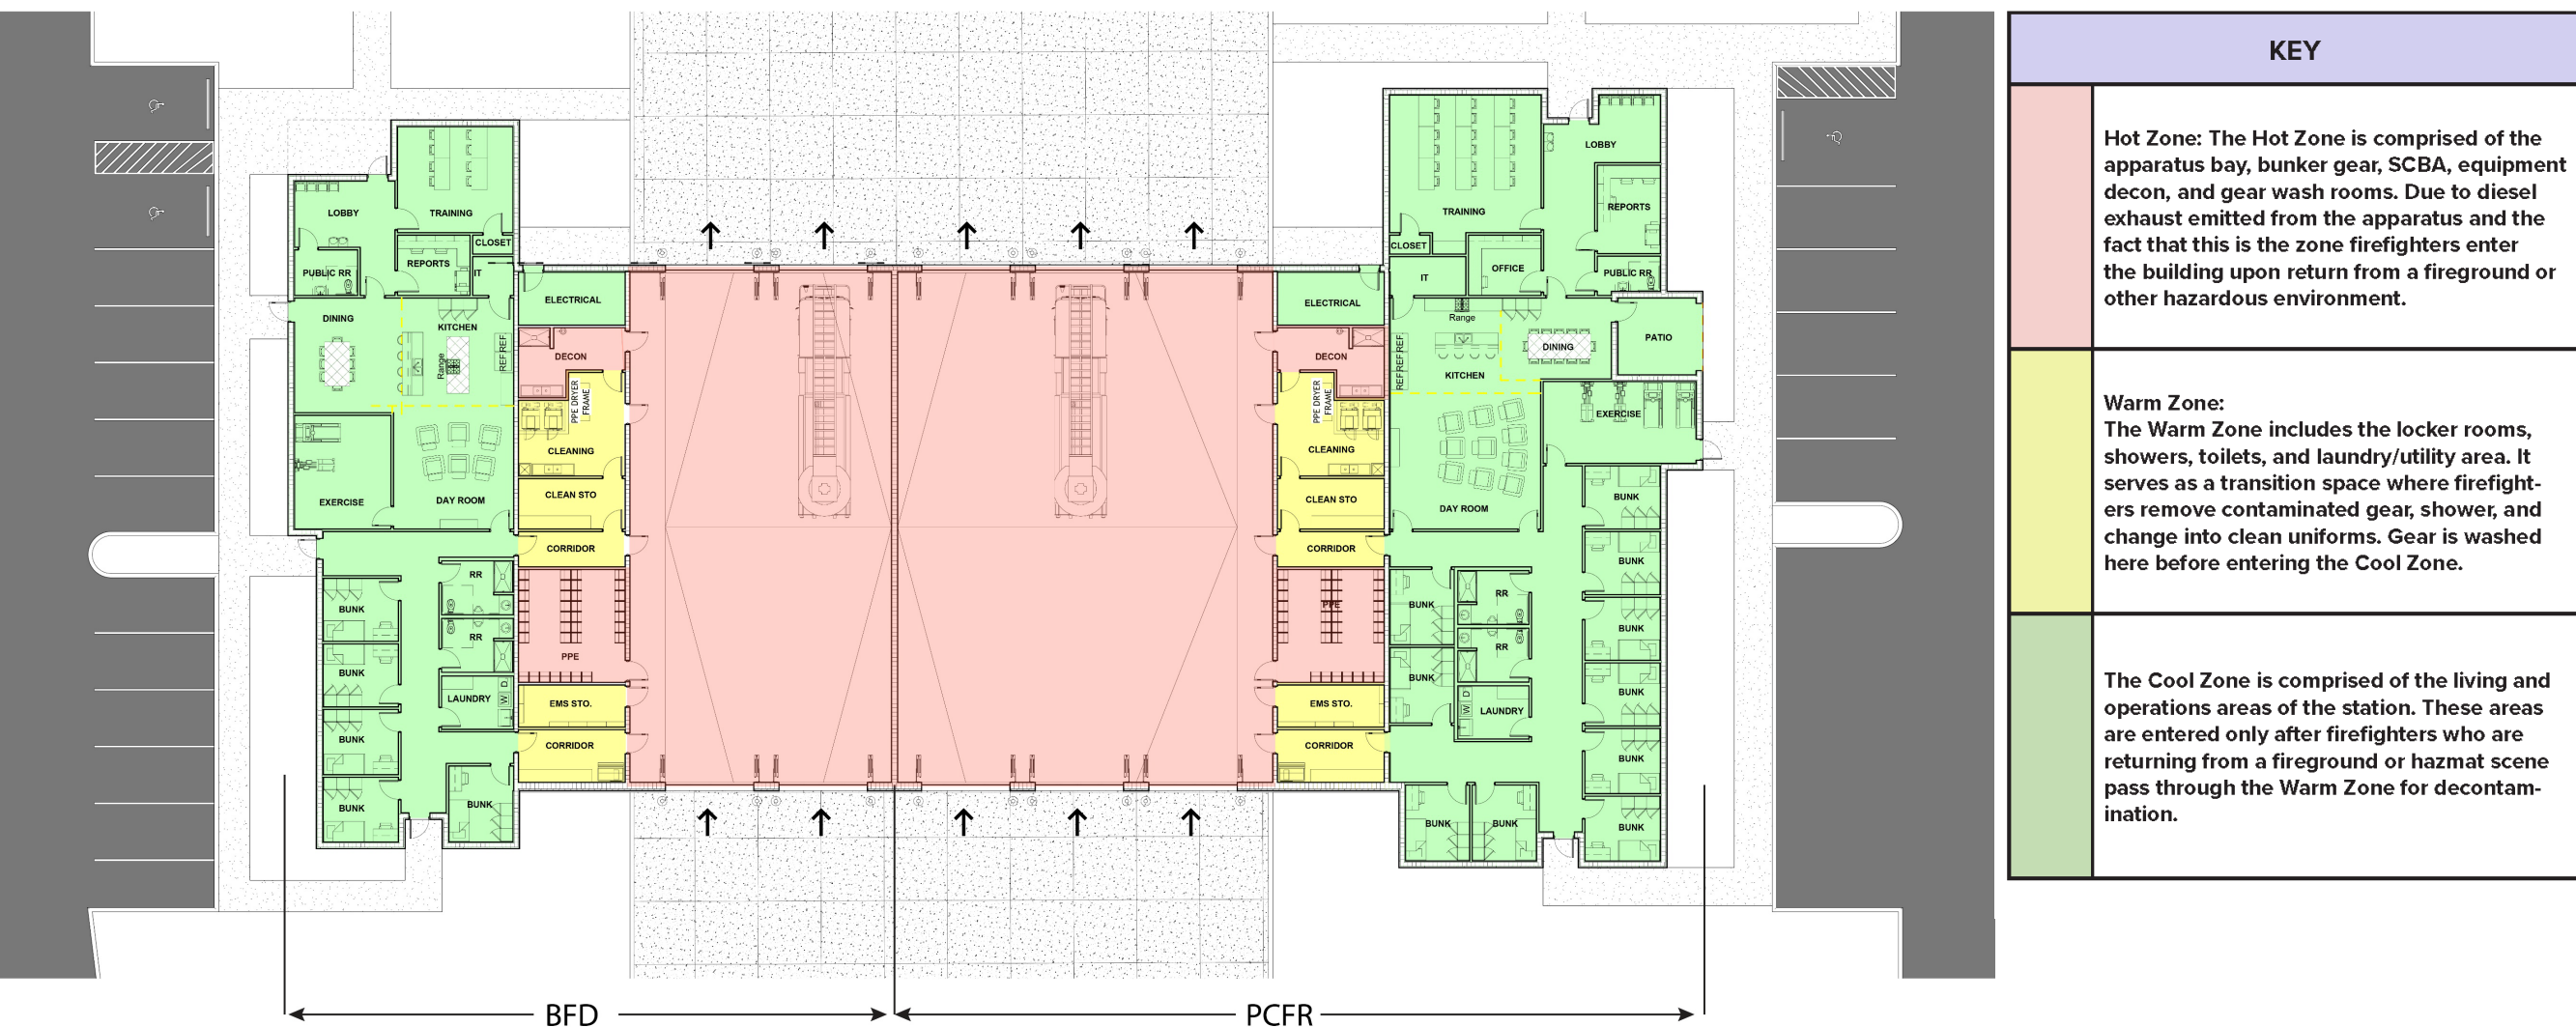 KEY
Hot Zone: The Hot Zone is comprised of the
apparatus bay, bunker gear, SCBA, equipment
decon, and gear wash rooms. Due to diesel
exhaust emitted from the apparatus and the
fact that this is the zone firefighters enter
the building upon return from a fireground or
other hazardous environment.
Warm Zone:
The Warm Zone includes the locker rooms,
showers, toilets, and laundry/utility area. It
serves as a transition space where firefight-
ers remove contaminated gear, shower, and
change into clean uniforms. Gear is washed
here before entering the Cool Zone.
The Cool Zone is comprised of the living and
operations areas of the station. These areas
are entered only after firefighters who are
returning from a fireground or hazmat scene
pass through the Warm Zone for decontam-
ination.
LOBBY
TRAINING
CLOSET
PUBLIC RR
REPORTS
IT
ELECTRICAL
DINING
KITCHEN
Range
REF
REF
DECON
PPE DRYER
FRAME
CLEANING
EXERCISE
DAY ROOM
CLEAN STO
CORRIDOR
RR
BUNK
RR
PPE
BUNK
LAUNDRY
W
D
EMS STO.
BUNK
CORRIDOR
BUNK
BUNK
TRAINING
LOBBY
REPORTS
CLOSET
IT
OFFICE
PUBLIC RR
ELECTRICAL
Range
PATIO
DINING
DECON
REF
REF
REF
KITCHEN
PPE DRYER
FRAME
EXERCISE
CLEANING
CLEAN STO
DAY ROOM
BUNK
CORRIDOR
BUNK
BUNK
RR
PPE
BUNK
RR
BUNK
BUNK
EMS STO.
LAUNDRY
W
D
CORRIDOR
BUNK
BUNK
BUNK
BUNK
BFD
PCFR